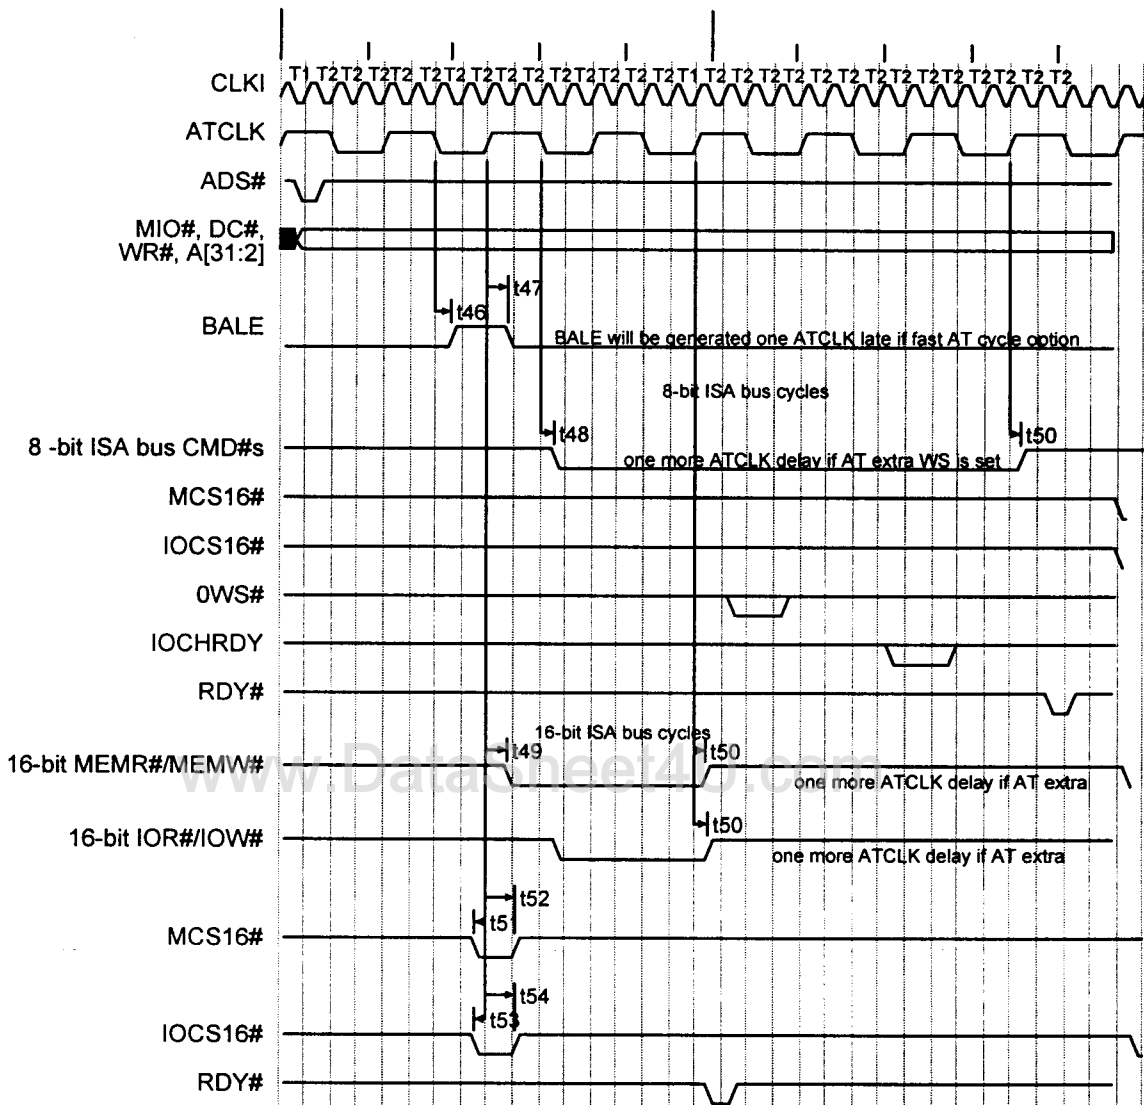 T1 T2 T2 T2 T2 T2 T2 T2 T2 T2 T2 T2 T2 T2 T1 T2 T2 T2 T2 T2 T2 T2 T2 T2 T2 T2 T2 T2
CLKI
ATCLK
ADS#
MIO#, DC#,
WR#, A[31:2]
t47
t46
BALE
BALE will be generated one ATCLK late if fast AT cycle option
8-bit ISA bus cycles
t48
t50
8 -bit ISA bus CMD#s
one more ATCLK delay if AT extra WS is set
MCS16#
IOCS16#
0WS#
IOCHRDY
RDY#
16-bit ISA bus cycles
t49
t50
16-bit MEMR#/MEMW#
www.DataSheet4U.com
one more ATCLK delay if AT extra
t50
16-bit IOR#/IOW#
one more ATCLK delay if AT extra
t52
t51
MCS16#
t54
t53
IOCS16#
RDY#